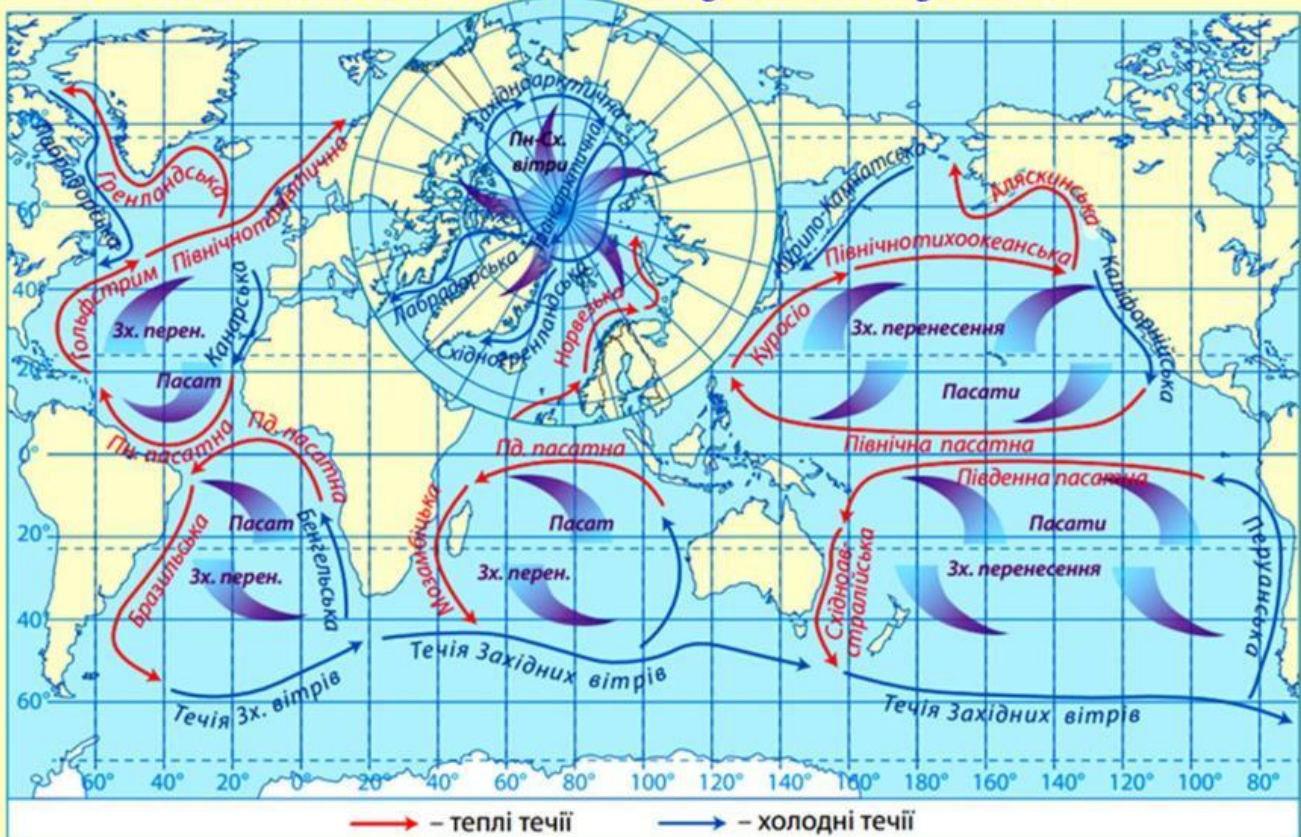 Лабрадорська
Гренландська
Північноатлантична
Гольфстрим
Зх. перен.
Канарська
Пасат
Пн. пасатна
Пд. пасатна
Пасат
Зх. перен.
Бразильська
Бенгельська
Течія Зх. вітрів
Західноарктична
Пн-Сх.
вітри
Трансарктична
Лабрадорська
Східногренландська
Норвезька
Пд. пасатна
Мозамбіцька
Пасат
Зх. перен.
Течія Західних вітрів
Курило-Камчатська
Аляскинська
Північнотихоокеанська
Куросіо
Зх. перенесення
Каліфорнійська
Пасати
Північна пасатна
Південна пасатна
Пасати
Зх. перенесення
Східноав-
стралійська
Перуанська
Течія Західних вітрів
60°
40°
20°
0°
20°
40°
60°
60° 40° 20° 0° 20° 40° 60° 80° 100° 120° 140° 160° 180° 160° 140° 120° 100° 80°
– теплі течії – холодні течії